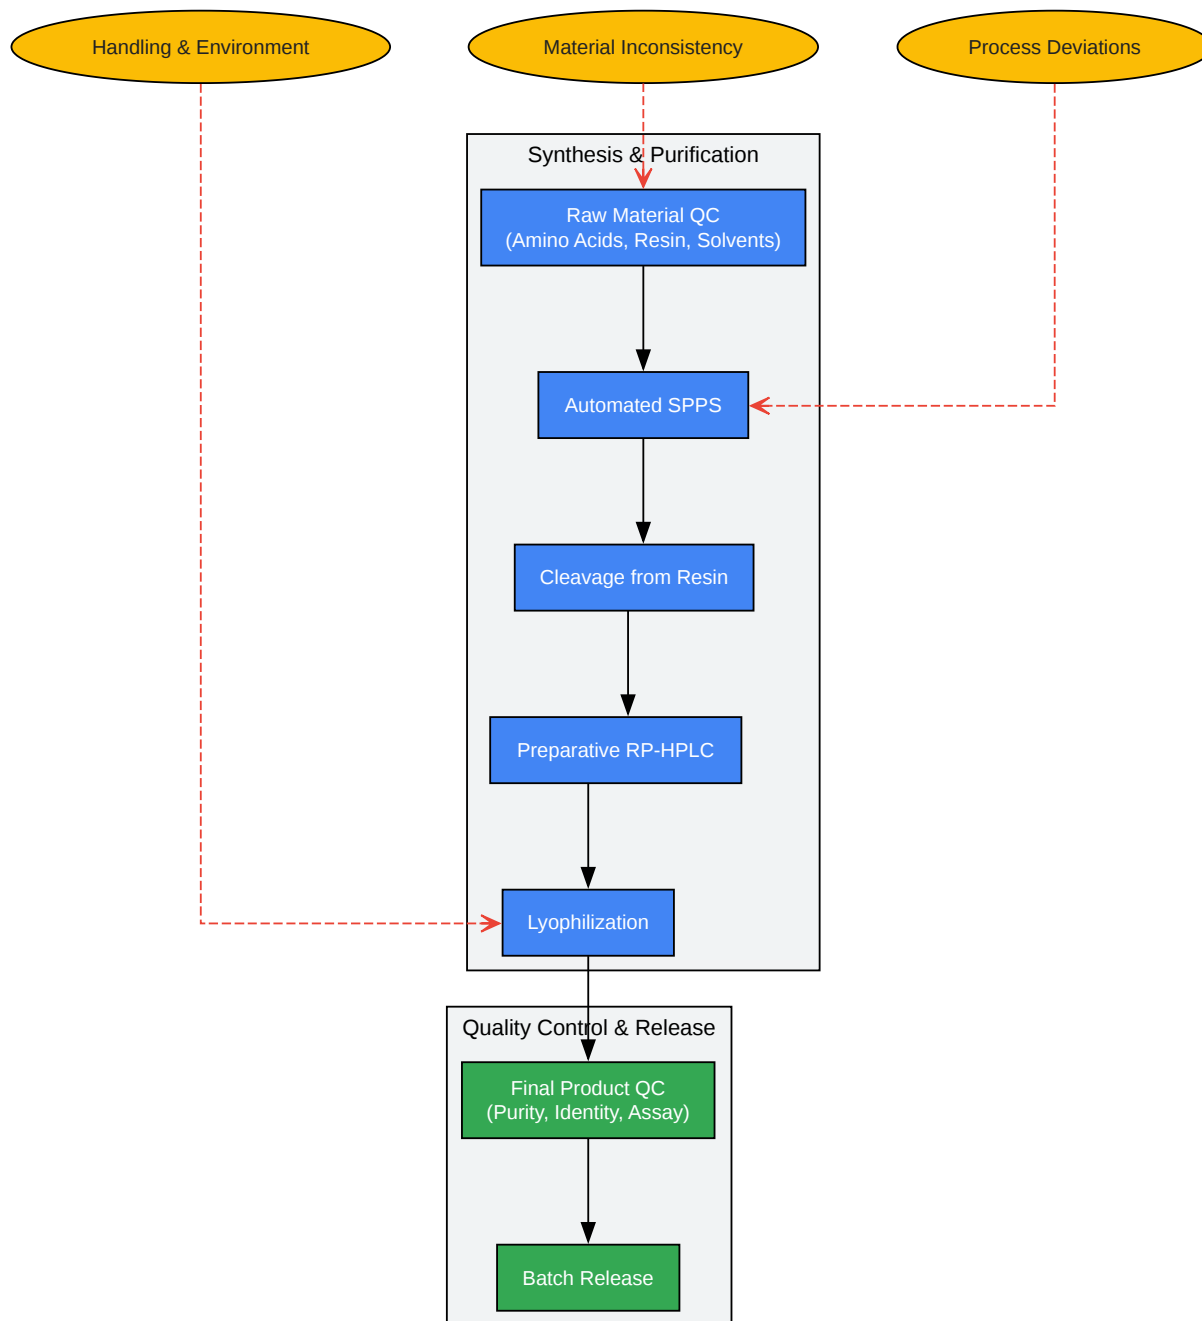 Handling & Environment
Material Inconsistency
Process Deviations
Synthesis & Purification
Raw Material QC
(Amino Acids, Resin, Solvents)
Automated SPPS
Cleavage from Resin
Preparative RP-HPLC
Lyophilization
Quality Control & Release
Final Product QC
(Purity, Identity, Assay)
Batch Release